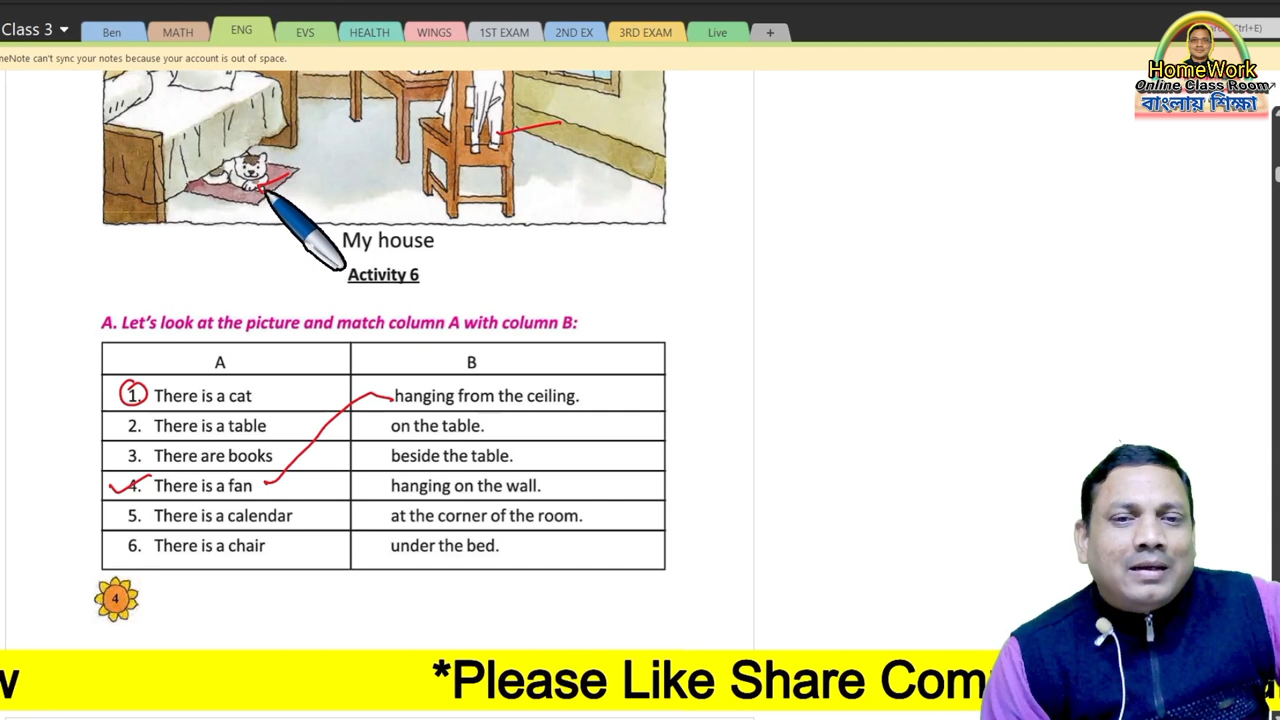 Class 3
Ben
MATH
ENG
EVS
HEALTH
WINGS
1ST EXAM
2ND EX
3RD EXAM
Live
+
neNote can't sync your notes because your account is out of space.
HomeWork
Online Class Room
বাংলায় শিক্ষা
My house
Activity 6
A. Let's look at the picture and match column A with column B:
A B
1. There is a cat hanging from the ceiling.
2. There is a table on the table.
3. There are books beside the table.
4. There is a fan hanging on the wall.
5. There is a calendar at the corner of the room.
6. There is a chair under the bed.
4
w *Please Like Share Com